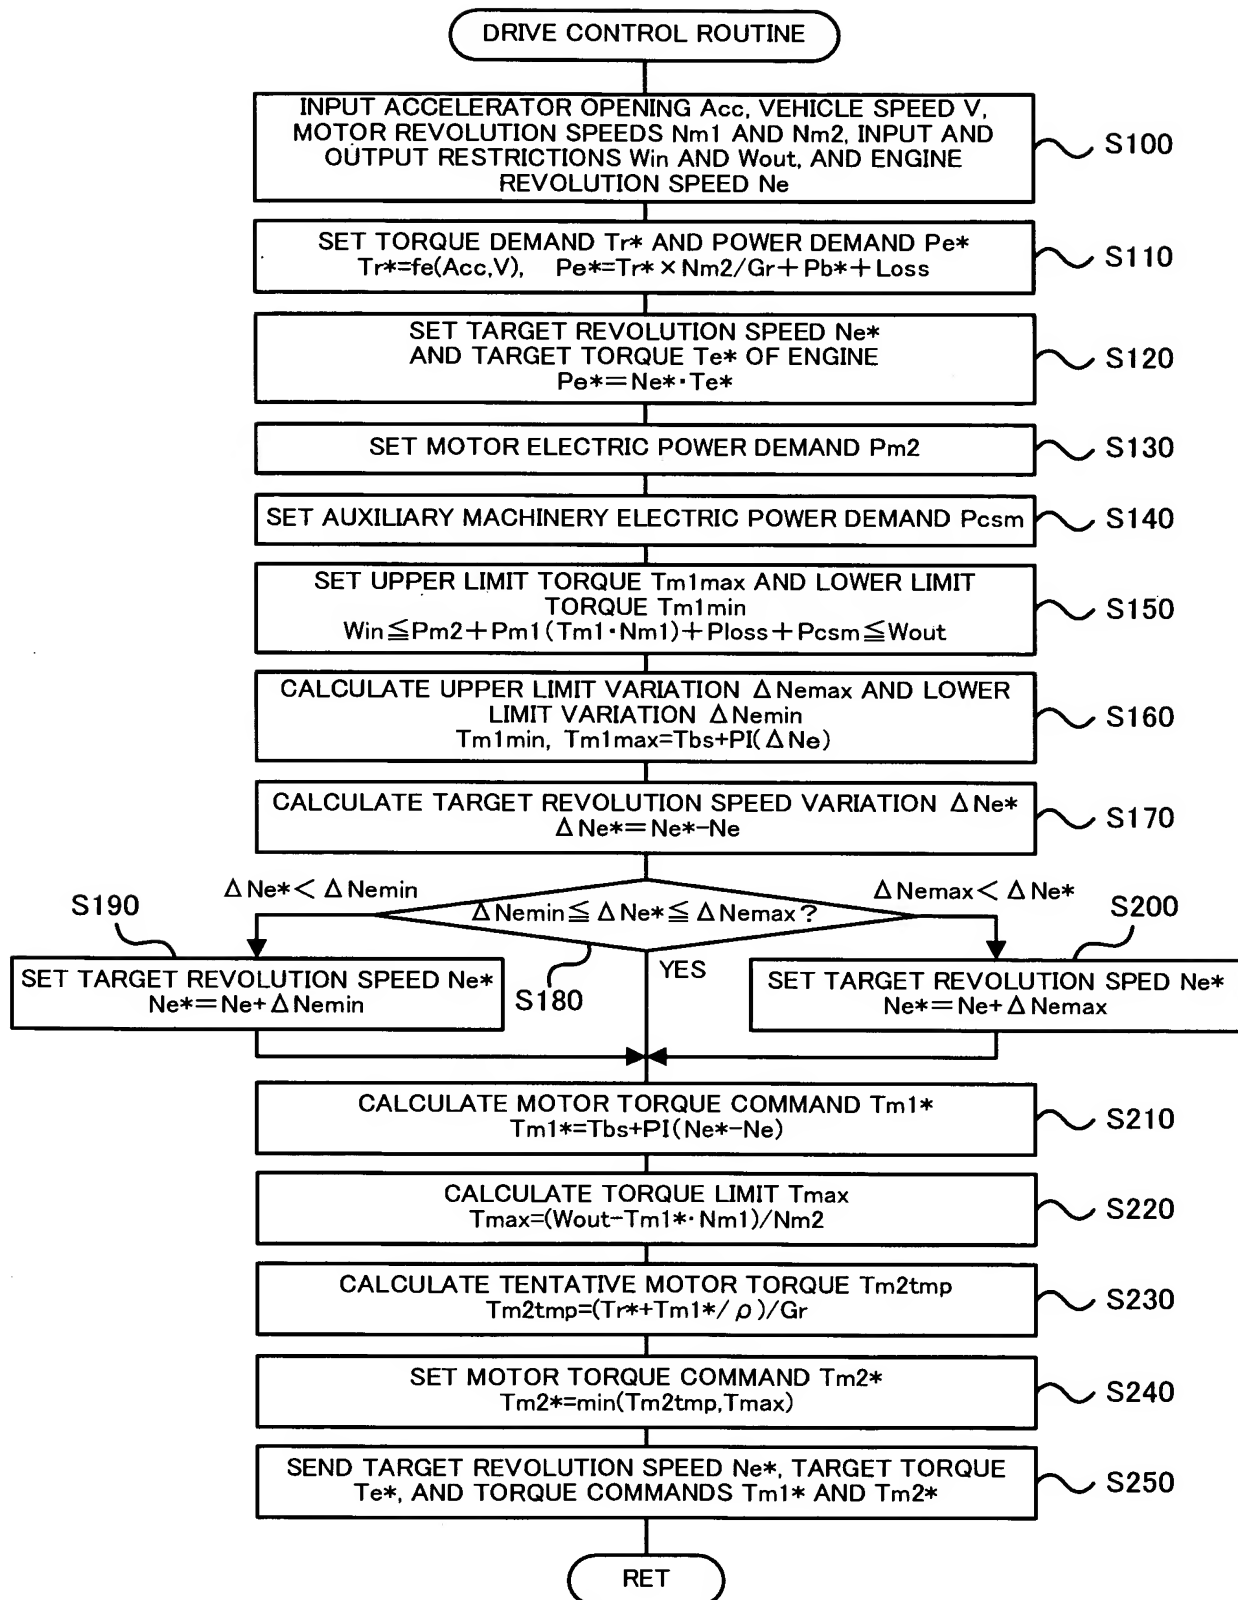 DRIVE CONTROL ROUTINE
INPUT ACCELERATOR OPENING Acc, VEHICLE SPEED V,
MOTOR REVOLUTION SPEEDS Nm1 AND Nm2, INPUT AND
OUTPUT RESTRICTIONS Win AND Wout, AND ENGINE
REVOLUTION SPEED Ne
S100
SET TORQUE DEMAND Tr* AND POWER DEMAND Pe*
Tr*=fe(Acc,V), Pe*=Tr*×Nm2/Gr+Pb*+Loss
S110
SET TARGET REVOLUTION SPEED Ne*
AND TARGET TORQUE Te* OF ENGINE
Pe*=Ne*·Te*
S120
SET MOTOR ELECTRIC POWER DEMAND Pm2
S130
SET AUXILIARY MACHINERY ELECTRIC POWER DEMAND Pcsm
S140
SET UPPER LIMIT TORQUE Tm1max AND LOWER LIMIT
TORQUE Tm1min
Win≦Pm2+Pm1(Tm1·Nm1)+Ploss+Pcsm≦Wout
S150
CALCULATE UPPER LIMIT VARIATION ΔNemax AND LOWER
LIMIT VARIATION ΔNemin
Tm1min, Tm1max=Tbs+PI(ΔNe)
S160
CALCULATE TARGET REVOLUTION SPEED VARIATION ΔNe*
ΔNe*=Ne*-Ne
S170
ΔNe*<ΔNemin
ΔNemin≦ΔNe*≦ΔNemax?
ΔNemax<ΔNe*
S180
YES
S190
SET TARGET REVOLUTION SPEED Ne*
Ne*=Ne+ΔNemin
S200
SET TARGET REVOLUTION SPED Ne*
Ne*=Ne+ΔNemax
CALCULATE MOTOR TORQUE COMMAND Tm1*
Tm1*=Tbs+PI(Ne*-Ne)
S210
CALCULATE TORQUE LIMIT Tmax
Tmax=(Wout-Tm1*·Nm1)/Nm2
S220
CALCULATE TENTATIVE MOTOR TORQUE Tm2tmp
Tm2tmp=(Tr*+Tm1*/ρ)/Gr
S230
SET MOTOR TORQUE COMMAND Tm2*
Tm2*=min(Tm2tmp,Tmax)
S240
SEND TARGET REVOLUTION SPEED Ne*, TARGET TORQUE
Te*, AND TORQUE COMMANDS Tm1* AND Tm2*
S250
RET